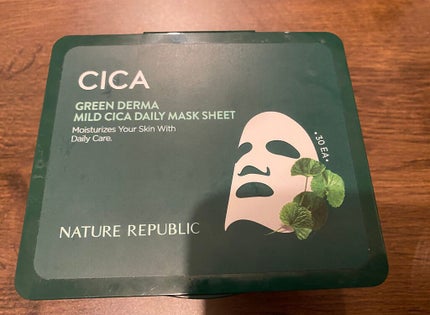 CICA
GREEN DERMA
MILD CICA DAILY MASK SHEET
Moisturizes Your Skin With
Daily Care.
• 30 EA •
NATURE REPUBLIC